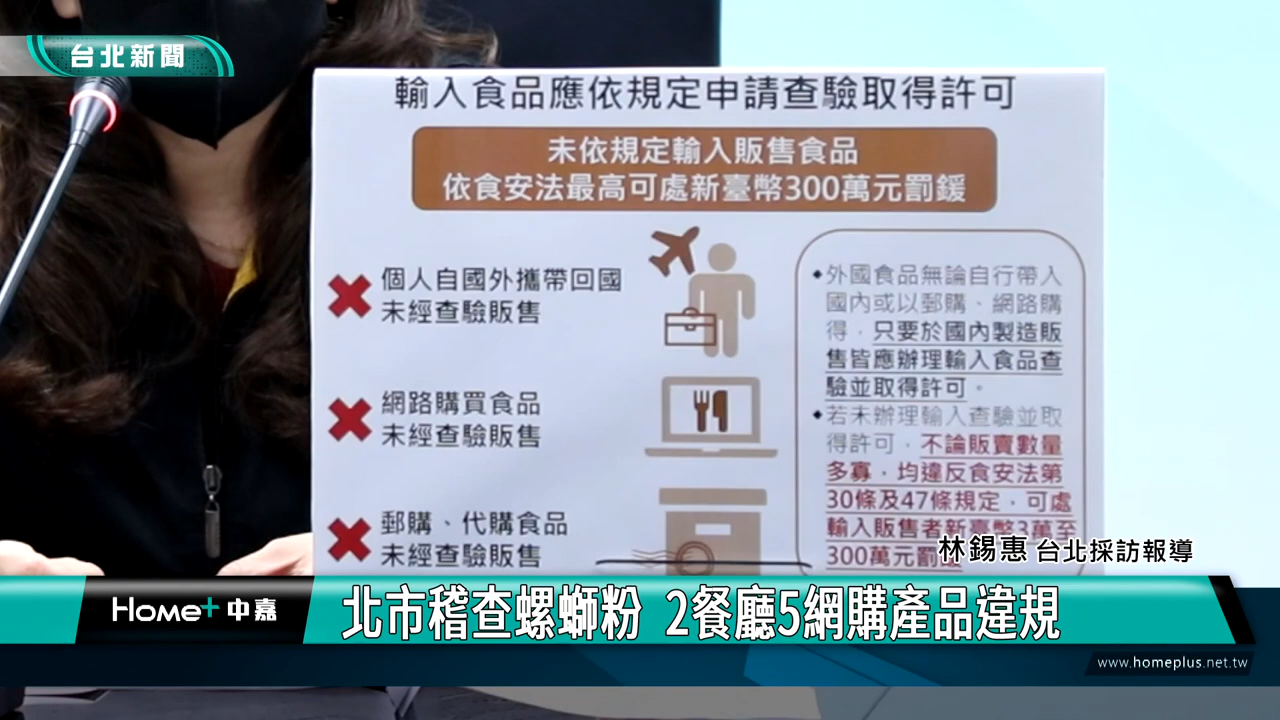 台北新聞
輸入食品應依規定申請查驗取得許可
未依規定輸入販售食品
依食安法最高可處新臺幣300萬元罰鍰
個人自國外攜帶回國
未經查驗販售
網路購買食品
未經查驗販售
郵購、代購食品
未經查驗販售
外國食品無論自行帶入
國內或以郵購、網路購
得，只要於國內製造販
售皆應辦理輸入食品查
驗並取得許可。
若未辦理輸入查驗並取
得許可，不論販賣數量
多寡，均違反食安法第
30條及47條規定，可處
輸入販售者新臺幣3萬至
300萬元罰
林錫惠 台北採訪報導
Home+中嘉
北市稽查螺螄粉 2餐廳5網購產品違規
www.homeplus.net.tw